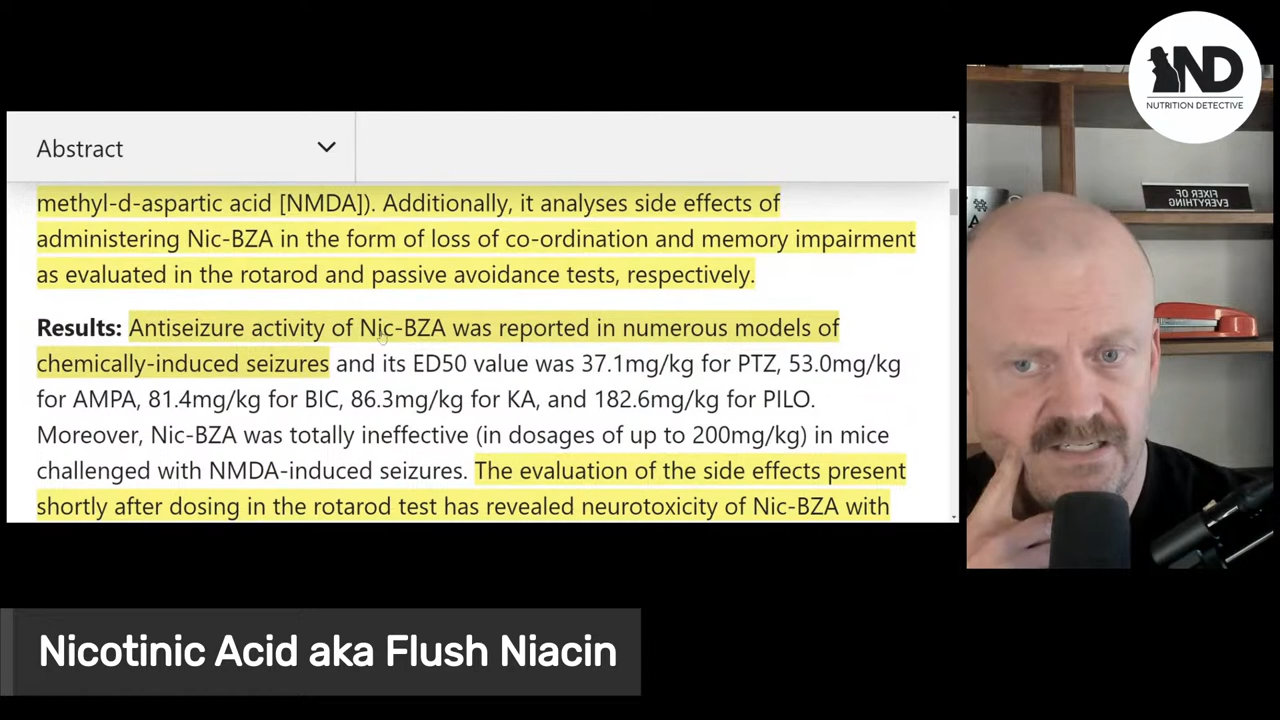 ND
NUTRITION DETECTIVE
Abstract
methyl-d-aspartic acid [NMDA]). Additionally, it analyses side effects of
administering Nic-BZA in the form of loss of co-ordination and memory impairment
as evaluated in the rotarod and passive avoidance tests, respectively.
Results: Antiseizure activity of Nic-BZA was reported in numerous models of
chemically-induced seizures and its ED50 value was 37.1mg/kg for PTZ, 53.0mg/kg
for AMPA, 81.4mg/kg for BIC, 86.3mg/kg for KA, and 182.6mg/kg for PILO.
Moreover, Nic-BZA was totally ineffective (in dosages of up to 200mg/kg) in mice
challenged with NMDA-induced seizures. The evaluation of the side effects present
shortly after dosing in the rotarod test has revealed neurotoxicity of Nic-BZA with
FIXER OF
EVERYTHING
Nicotinic Acid aka Flush Niacin